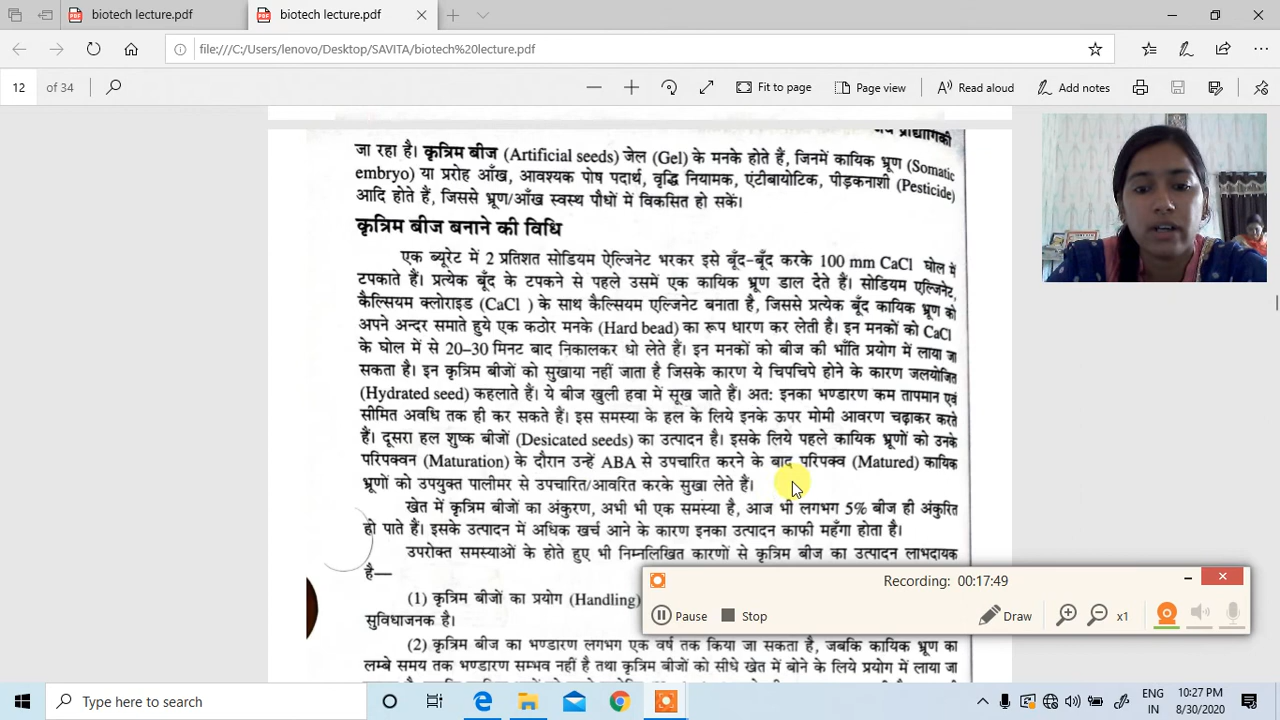 biotech lecture.pdf
biotech lecture.pdf
file:///C:/Users/lenovo/Desktop/SAVITA/biotech%20lecture.pdf
12 of 34
Fit to page
Page view
Read aloud
Add notes
जैव प्रौद्योगिकी
जा रहा है। कृत्रिम बीज (Artificial seeds) जेल (Gel) के मनके होते हैं, जिनमें कायिक भ्रूण (Somatic
embryo) या प्ररोह आँख, आवश्यक पोष पदार्थ, वृद्धि नियामक, एंटीबायोटिक, पीड़कनाशी (Pesticide)
आदि होते हैं, जिससे भ्रूण/आँख स्वस्थ पौधों में विकसित हो सकें।
कृत्रिम बीज बनाने की विधि
एक ब्यूरेट में 2 प्रतिशत सोडियम ऐल्जिनेट भरकर इसे बूँद-बूँद करके 100 mm CaCl घोल में
टपकाते हैं। प्रत्येक बूँद के टपकने से पहले उसमें एक कायिक भ्रूण डाल देते हैं। सोडियम एल्जिनेट,
कैल्सियम क्लोराइड (CaCl ) के साथ कैल्सियम एल्जिनेट बनाता है, जिससे प्रत्येक बूँद कायिक भ्रूण को
अपने अन्दर समाते हुये एक कठोर मनके (Hard bead) का रूप धारण कर लेती है। इन मनकों को CaCl
के घोल में से 20–30 मिनट बाद निकालकर धो लेते हैं। इन मनकों को बीज की भाँति प्रयोग में लाया जा
सकता है। इन कृत्रिम बीजों को सुखाया नहीं जाता है जिसके कारण ये चिपचिपे होने के कारण जलयोजित
(Hydrated seed) कहलाते हैं। ये बीज खुली हवा में सूख जाते हैं। अतः इनका भण्डारण कम तापमान एवं
सीमित अवधि तक ही कर सकते हैं। इस समस्या के हल के लिये इनके ऊपर मोमी आवरण चढ़ाकर करते
हैं। दूसरा हल शुष्क बीजों (Desicated seeds) का उत्पादन है। इसके लिये पहले कायिक भ्रूणों को उनके
परिपक्वन (Maturation) के दौरान उन्हें ABA से उपचारित करने के बाद परिपक्व (Matured) कायिक
भ्रूणों को उपयुक्त पालीमर से उपचारित/आवरित करके सुखा लेते हैं।
खेत में कृत्रिम बीजों का अंकुरण, अभी भी एक समस्या है, आज भी लगभग 5% बीज ही अंकुरित
हो पाते हैं। इसके उत्पादन में अधिक खर्च आने के कारण इनका उत्पादन काफी महँगा होता है।
उपरोक्त समस्याओं के होते हुए भी निम्नलिखित कारणों से कृत्रिम बीज का उत्पादन लाभदायक
है—
(1) कृत्रिम बीजों का प्रयोग (Handling)
सुविधाजनक है।
(2) कृत्रिम बीज का भण्डारण लगभग एक वर्ष तक किया जा सकता है, जबकि कायिक भ्रूण का
लम्बे समय तक भण्डारण सम्भव नहीं है तथा कृत्रिम बीजों को सीधे खेत में बोने के लिये प्रयोग में लाया जा
Recording: 00:17:49
Pause
Stop
Draw
x1
Type here to search
ENG
IN
10:27 PM
8/30/2020